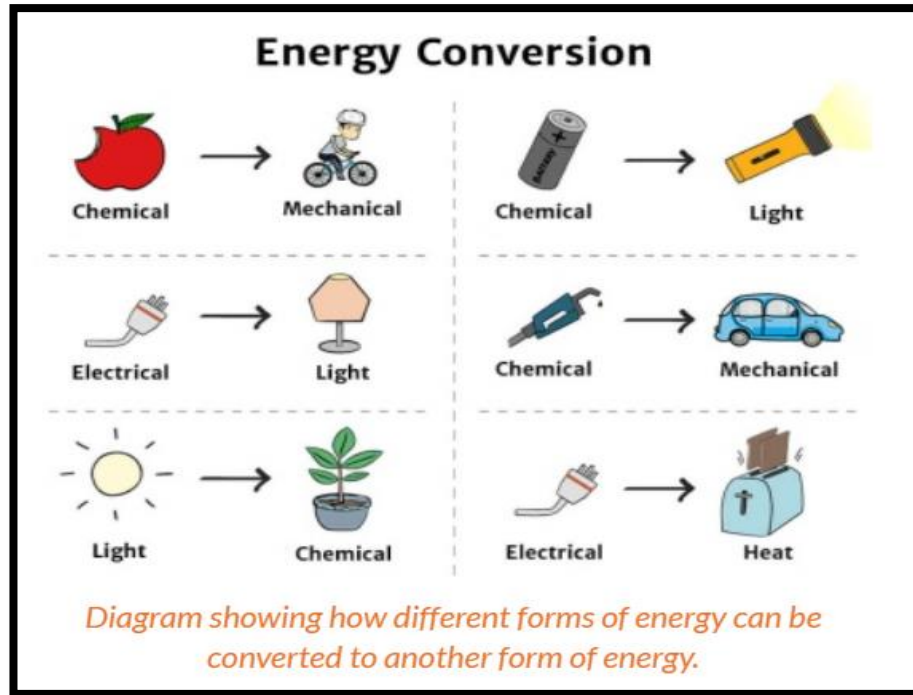 Energy Conversion
Chemical
Mechanical
BATTERY
+
Chemical
Light
Electrical
Light
Chemical
Mechanical
Light
Chemical
Electrical
Heat
Diagram showing how different forms of energy can be
converted to another form of energy.